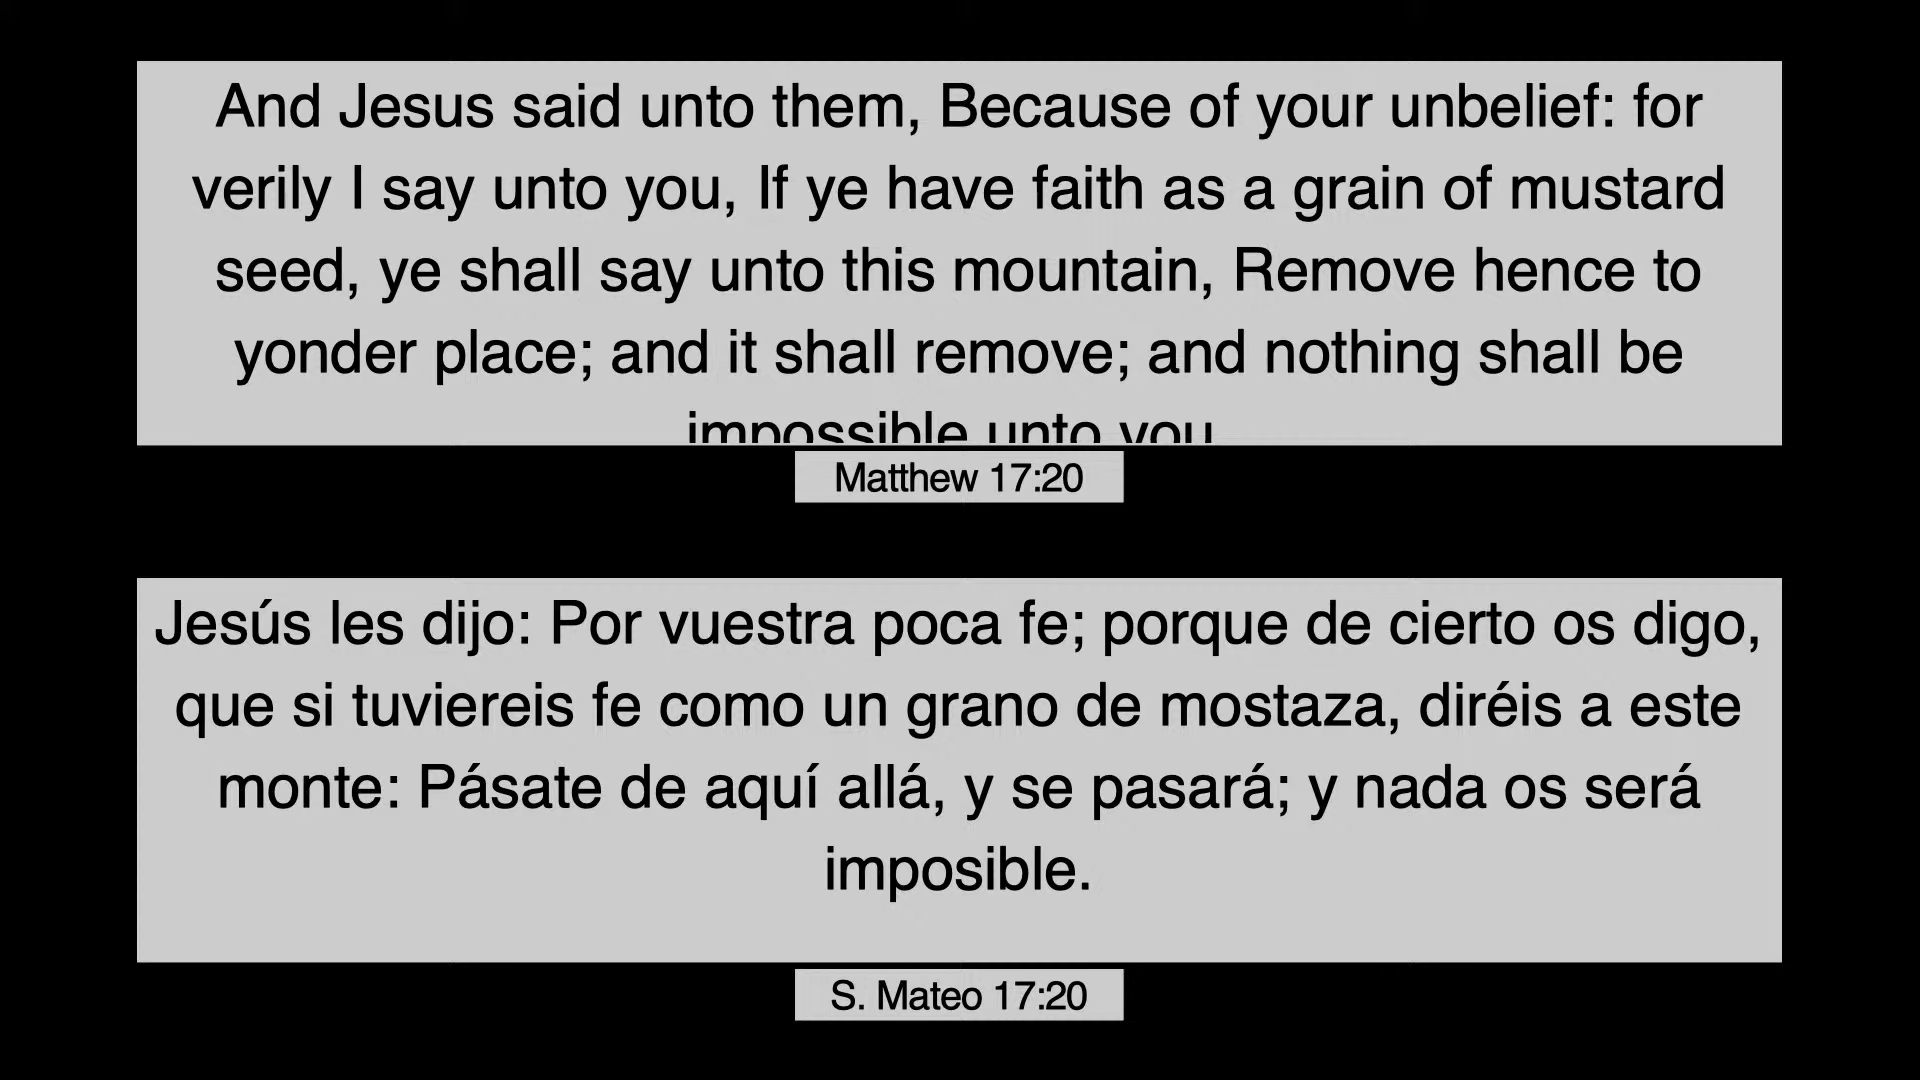 And Jesus said unto them, Because of your unbelief: for
verily I say unto you, If ye have faith as a grain of mustard
seed, ye shall say unto this mountain, Remove hence to
yonder place; and it shall remove; and nothing shall be
impossible unto you
Matthew 17:20
Jesús les dijo: Por vuestra poca fe; porque de cierto os digo,
que si tuviereis fe como un grano de mostaza, diréis a este
monte: Pásate de aquí allá, y se pasará; y nada os será
imposible.
S. Mateo 17:20